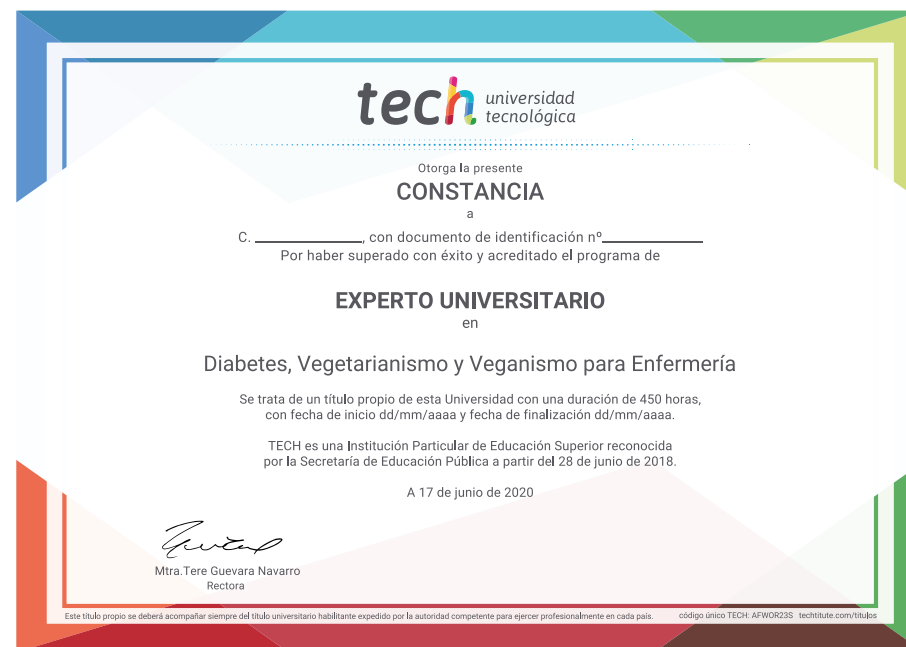 tech universidad
tecnológica
Otorga la presente
CONSTANCIA
a
C. ____________, con documento de identificación nº____________
Por haber superado con éxito y acreditado el programa de
EXPERTO UNIVERSITARIO
en
Diabetes, Vegetarianismo y Veganismo para Enfermería
Se trata de un título propio de esta Universidad con una duración de 450 horas,
con fecha de inicio dd/mm/aaaa y fecha de finalización dd/mm/aaaa.
TECH es una Institución Particular de Educación Superior reconocida
por la Secretaría de Educación Pública a partir del 28 de junio de 2018.
A 17 de junio de 2020
Mtra.Tere Guevara Navarro
Rectora
Este título propio se deberá acompañar siempre del título universitario habilitante expedido por la autoridad competente para ejercer profesionalmente en cada país. código único TECH: AFWOR23S techtitute.com/títulos